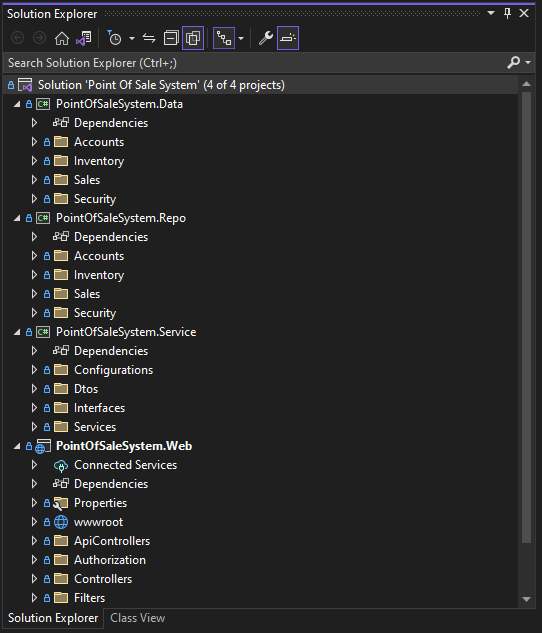 Solution Explorer
Search Solution Explorer (Ctrl+;)
Solution 'Point Of Sale System' (4 of 4 projects)
C# PointOfSaleSystem.Data
Dependencies
Accounts
Inventory
Sales
Security
C# PointOfSaleSystem.Repo
Dependencies
Accounts
Inventory
Sales
Security
C# PointOfSaleSystem.Service
Dependencies
Configurations
Dtos
Interfaces
Services
PointOfSaleSystem.Web
Connected Services
Dependencies
Properties
wwwroot
ApiControllers
Authorization
Controllers
Filters
Solution Explorer Class View